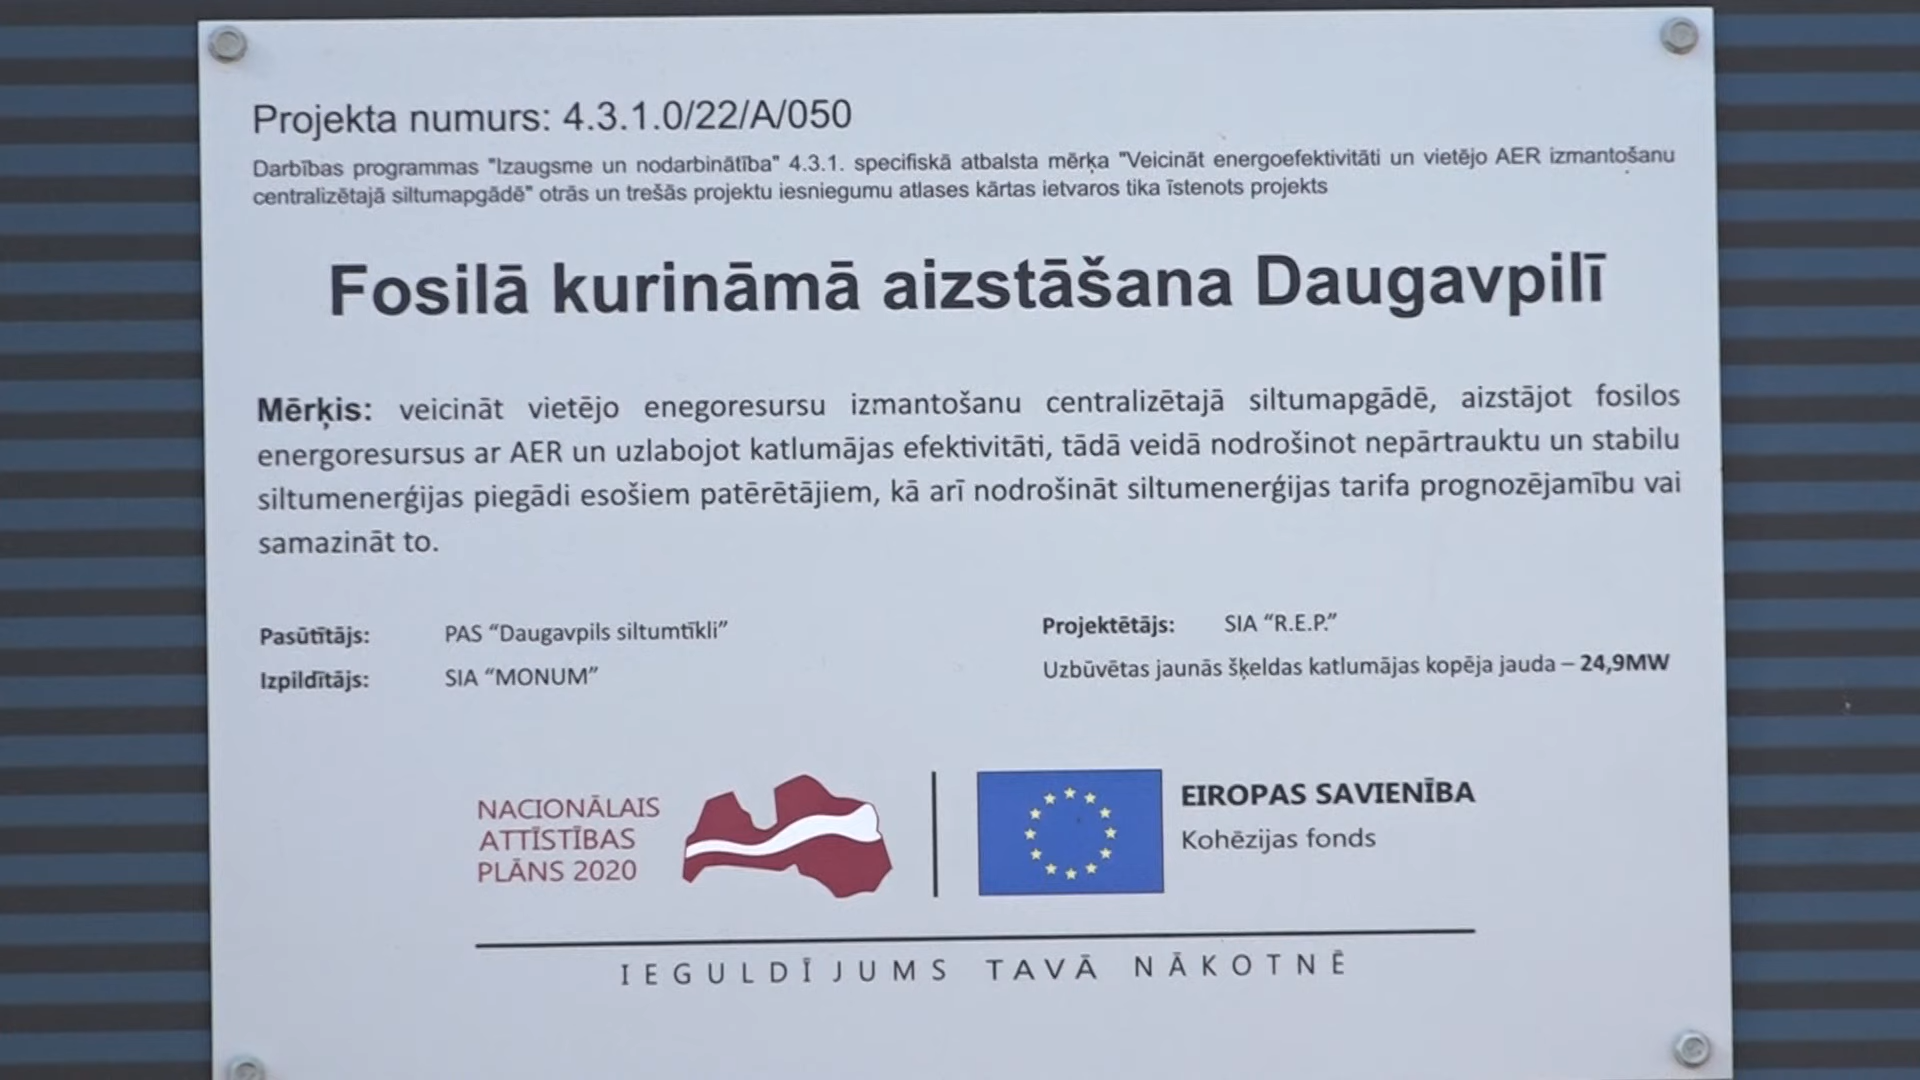 Projekta numurs: 4.3.1.0/22/A/050
Darbības programmas "Izaugsme un nodarbinātība" 4.3.1. specifiskā atbalsta mērķa "Veicināt energoefektivitāti un vietējo AER izmantošanu
centralizētajā siltumapgādē" otrās un trešās projektu iesniegumu atlases kārtas ietvaros tika īstenots projekts
Fosilā kurināmā aizstāšana Daugavpilī
Mērķis: veicināt vietējo enegoresursu izmantošanu centralizētajā siltumapgādē, aizstājot fosilos
energoresursus ar AER un uzlabojot katlumājas efektivitāti, tādā veidā nodrošinot nepārtrauktu un stabilu
siltumenerģijas piegādi esošiem patērētājiem, kā arī nodrošināt siltumenerģijas tarifa prognozējamību vai
samazināt to.
Pasūtītājs: PAS “Daugavpils siltumtīkli”
Izpildītājs: SIA “MONUM”
Projektētājs: SIA “R.E.P.”
Uzbūvētas jaunās šķeldas katlumājas kopēja jauda – 24,9MW
NACIONĀLAIS
ATTĪSTĪBAS
PLĀNS 2020
EIROPAS SAVIENĪBA
Kohēzijas fonds
IEGULDĪJUMS TAVĀ NĀKOTNĒ